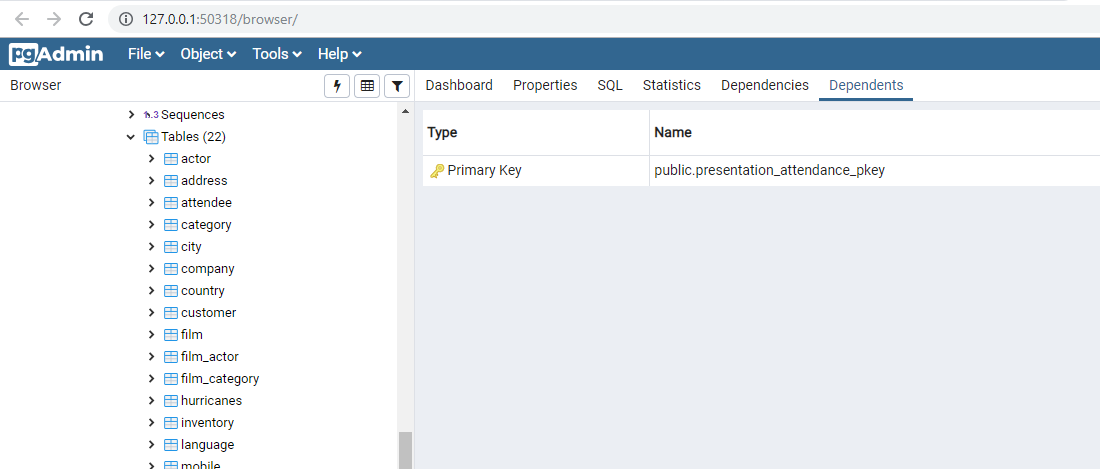 127.0.0.1:50318/browser/
pgAdmin File Object Tools Help
Browser
Dashboard Properties SQL Statistics Dependencies Dependents
Sequences
Tables (22)
actor
address
attendee
category
city
company
country
customer
film
film_actor
film_category
hurricanes
inventory
language
mobile
Type Name
Primary Key public.presentation_attendance_pkey